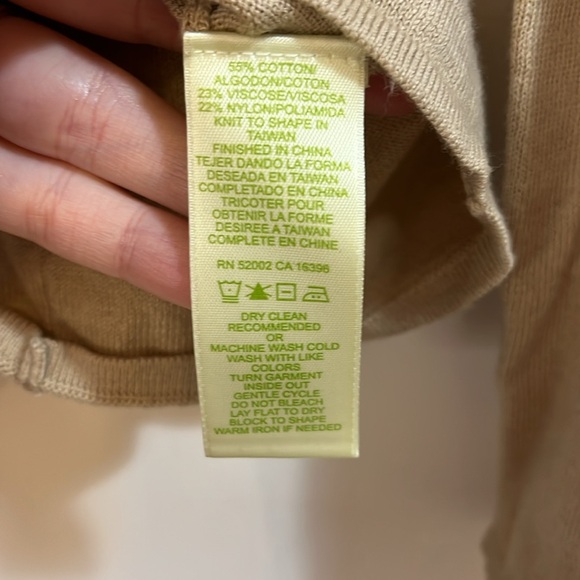 55% COTTON/
ALGODON/COTON
23% VISCOSE/VISCOSA
22% NYLON/POLIAMIDA
KNIT TO SHAPE IN
TAIWAN
FINISHED IN CHINA
TEJER DANDO LA FORMA
DESEADA EN TAIWAN
COMPLETADO EN CHINA
TRICOTER POUR
OBTENIR LA FORME
DESIREE A TAIWAN
COMPLETE EN CHINE
RN 52002 CA 16396
DRY CLEAN
RECOMMENDED
OR
MACHINE WASH COLD
WASH WITH LIKE
COLORS
TURN GARMENT
INSIDE OUT
GENTLE CYCLE
DO NOT BLEACH
LAY FLAT TO DRY
BLOCK TO SHAPE
WARM IRON IF NEEDED